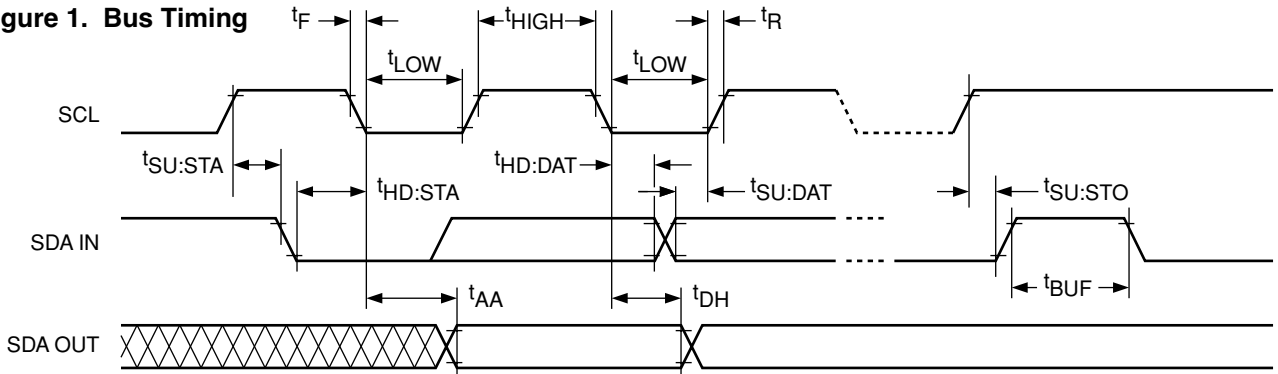 gure 1. Bus Timing
tF
tHIGH
tR
tLOW
tLOW
SCL
tSU:STA
tHD:STA
tHD:DAT
tSU:DAT
tSU:STO
SDA IN
tBUF
tAA
tDH
SDA OUT